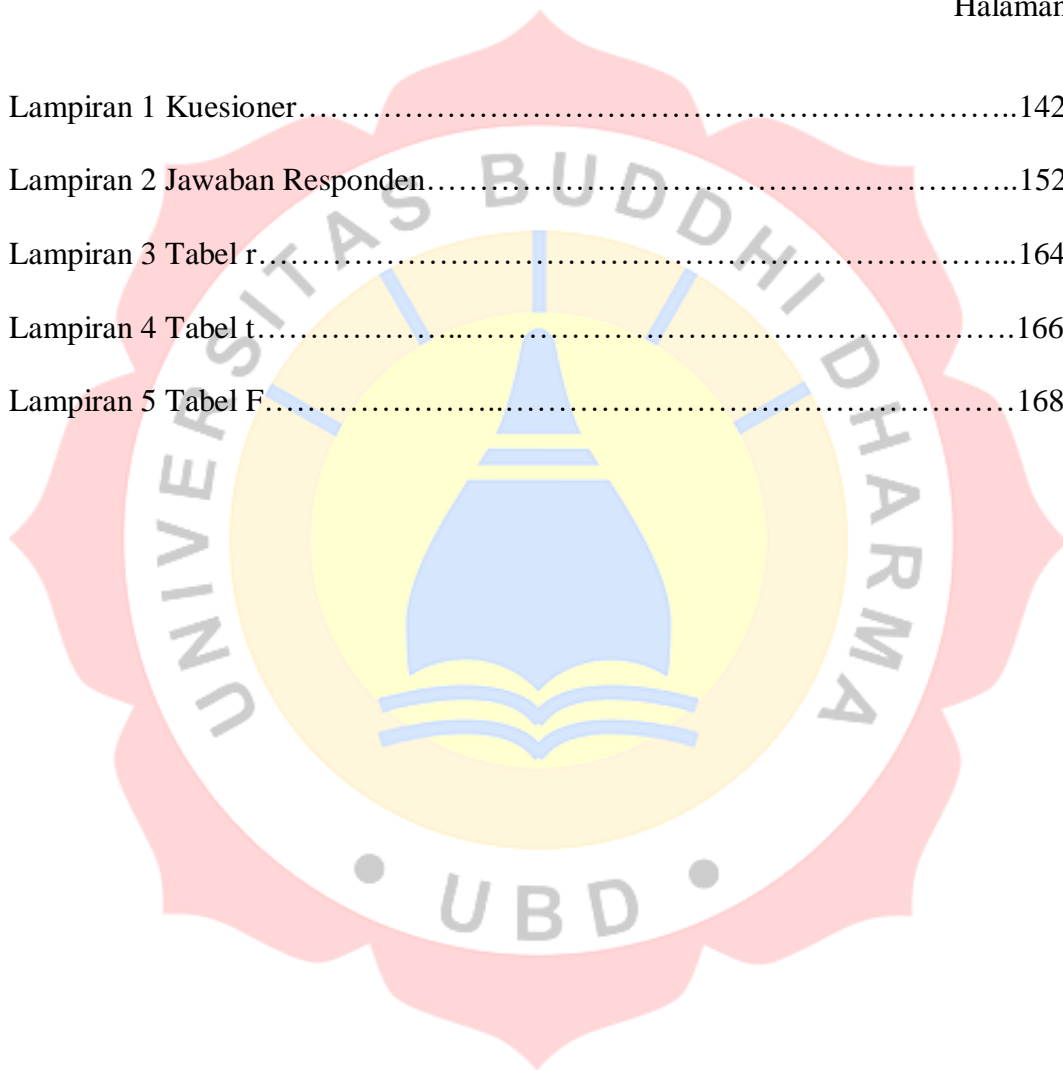 Halaman
Lampiran 1 Kuesioner…………………………………………………………………..142
Lampiran 2 Jawaban Responden……………………………………………………..152
Lampiran 3 Tabel r……………………………………………………………………...164
Lampiran 4 Tabel t…………………...………………………………………………….166
Lampiran 5 Tabel F…………………..………………………………………………168
UNIVERSITAS BUDDHI DHARMA
• UBD •